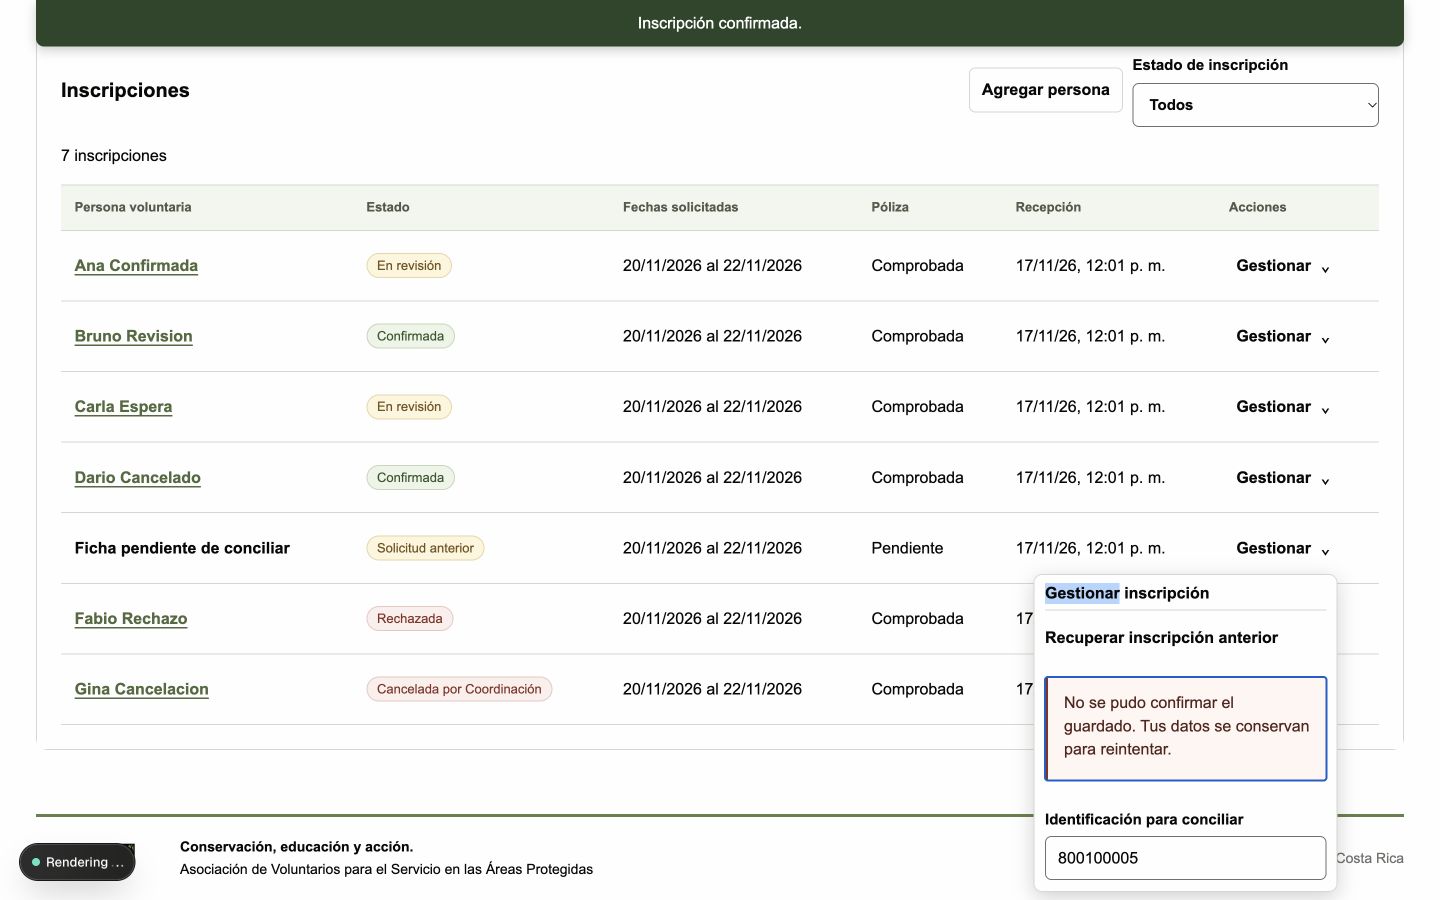 Inscripción confirmada.
Inscripciones
Agregar persona
Estado de inscripción
Todos
7 inscripciones
Persona voluntaria Estado Fechas solicitadas Póliza Recepción Acciones
Ana Confirmada En revisión 20/11/2026 al 22/11/2026 Comprobada 17/11/26, 12:01 p. m. Gestionar
Bruno Revision Confirmada 20/11/2026 al 22/11/2026 Comprobada 17/11/26, 12:01 p. m. Gestionar
Carla Espera En revisión 20/11/2026 al 22/11/2026 Comprobada 17/11/26, 12:01 p. m. Gestionar
Dario Cancelado Confirmada 20/11/2026 al 22/11/2026 Comprobada 17/11/26, 12:01 p. m. Gestionar
Ficha pendiente de conciliar Solicitud anterior 20/11/2026 al 22/11/2026 Pendiente 17/11/26, 12:01 p. m. Gestionar
Fabio Rechazo Rechazada 20/11/2026 al 22/11/2026 Comprobada 17
Gina Cancelacion Cancelada por Coordinación 20/11/2026 al 22/11/2026 Comprobada 17
Gestionar inscripción
Recuperar inscripción anterior
No se pudo confirmar el
guardado. Tus datos se conservan
para reintentar.
Identificación para conciliar
800100005
Conservación, educación y acción.
Asociación de Voluntarios para el Servicio en las Áreas Protegidas
Costa Rica
Rendering ...